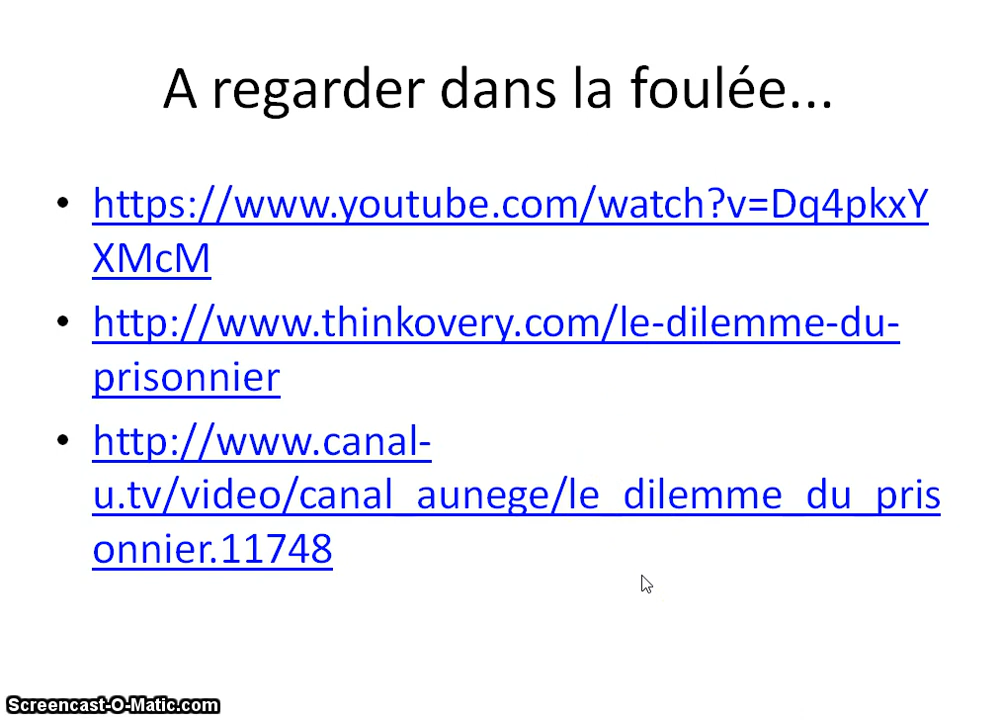 A regarder dans la foulée...
• https://www.youtube.com/watch?v=Dq4pkxY
XMcM
• http://www.thinkovery.com/le-dilemme-du-
prisonnier
• http://www.canal-
u.tv/video/canal_aunege/le_dilemme_du_pris
onnier.11748
Screencast-O-Matic.com